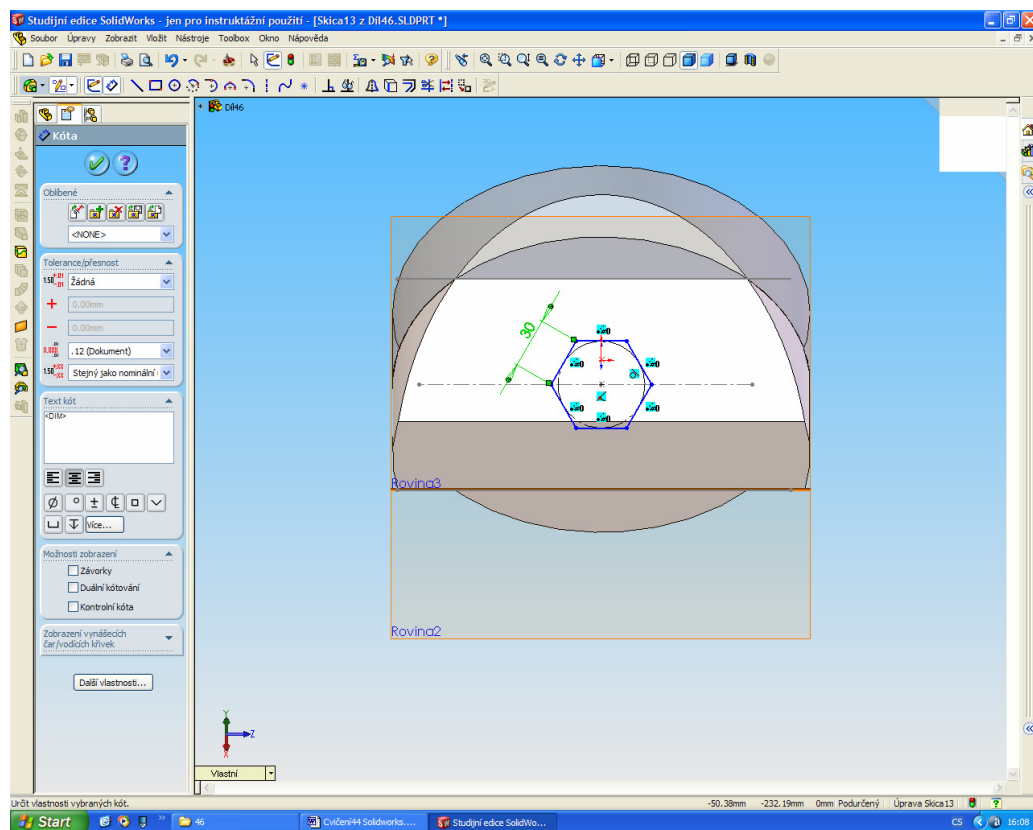 Studijní edice SolidWorks - jen pro instruktážní použití - [Skica13 z Díl46.SLDPRT *]
Soubor Úpravy Zobrazit Vložit Nástroje Toolbox Okno Nápověda
Díl46
Kóta
Oblíbené
<NONE>
Tolerance/přesnost
Žádná
0.00mm
0.00mm
.12 (Dokument)
Stejný jako nominální
Text kót
<DIM>
Více...
Možnosti zobrazení
Závorky
Duální kótování
Kontrolní kóta
Zobrazení vynášecích
čar/vodících křivek
Další vlastnosti...
30
Rovina3
Rovina2
Y
Z
X
Vlastní
Určit vlastnosti vybraných kót.
-50.38mm -232.19mm 0mm Podurčený Úprava Skica13
Start
46
Cvičení44 Solidworks....
Studijní edice SolidWo...
CS
16:08